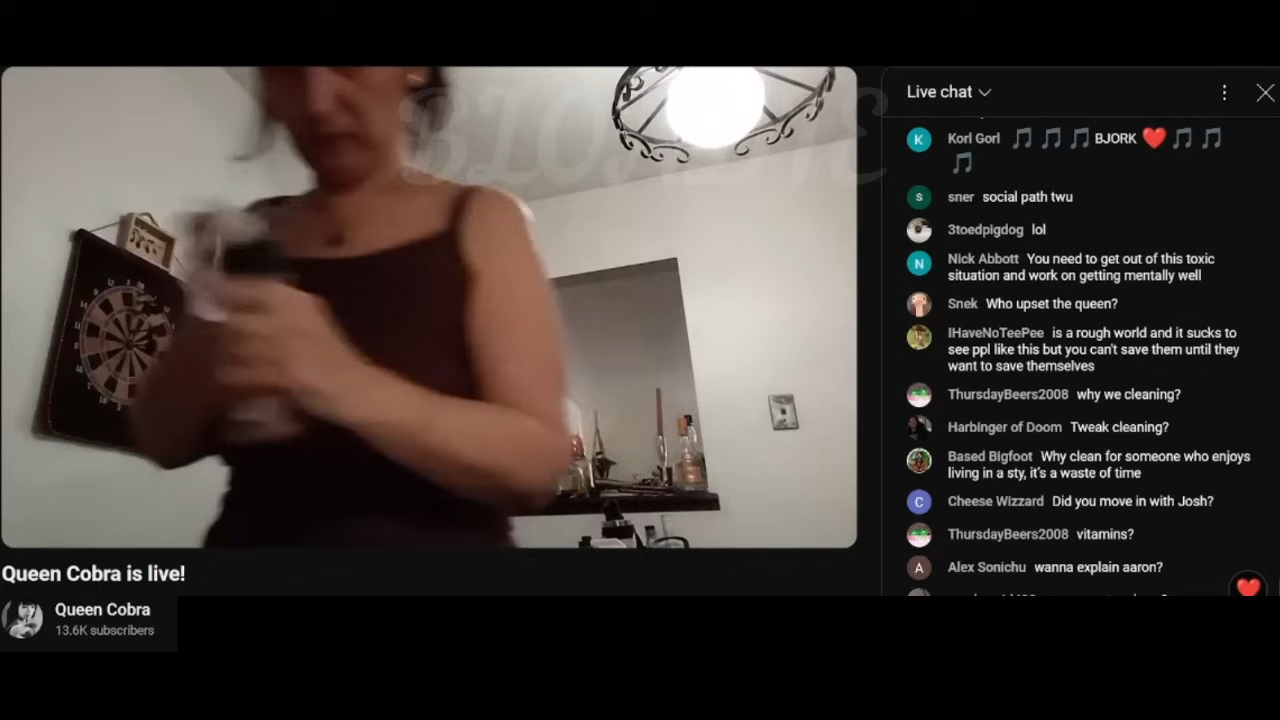 Live chat
Korl Gorl 🎵 🎵 🎵 BJORK ❤️ 🎵 🎵
🎵
sner social path twu
3toedpigdog lol
Nick Abbott You need to get out of this toxic
situation and work on getting mentally well
Snek Who upset the queen?
IHaveNoTeePee is a rough world and it sucks to
see ppl like this but you can't save them until they
want to save themselves
ThursdayBeers2008 why we cleaning?
Harbinger of Doom Tweak cleaning?
Based Bigfoot Why clean for someone who enjoys
living in a sty, it's a waste of time
Cheese Wizzard Did you move in with Josh?
ThursdayBeers2008 vitamins?
Alex Sonichu wanna explain aaron?
Queen Cobra is live!
Queen Cobra
13.6K subscribers